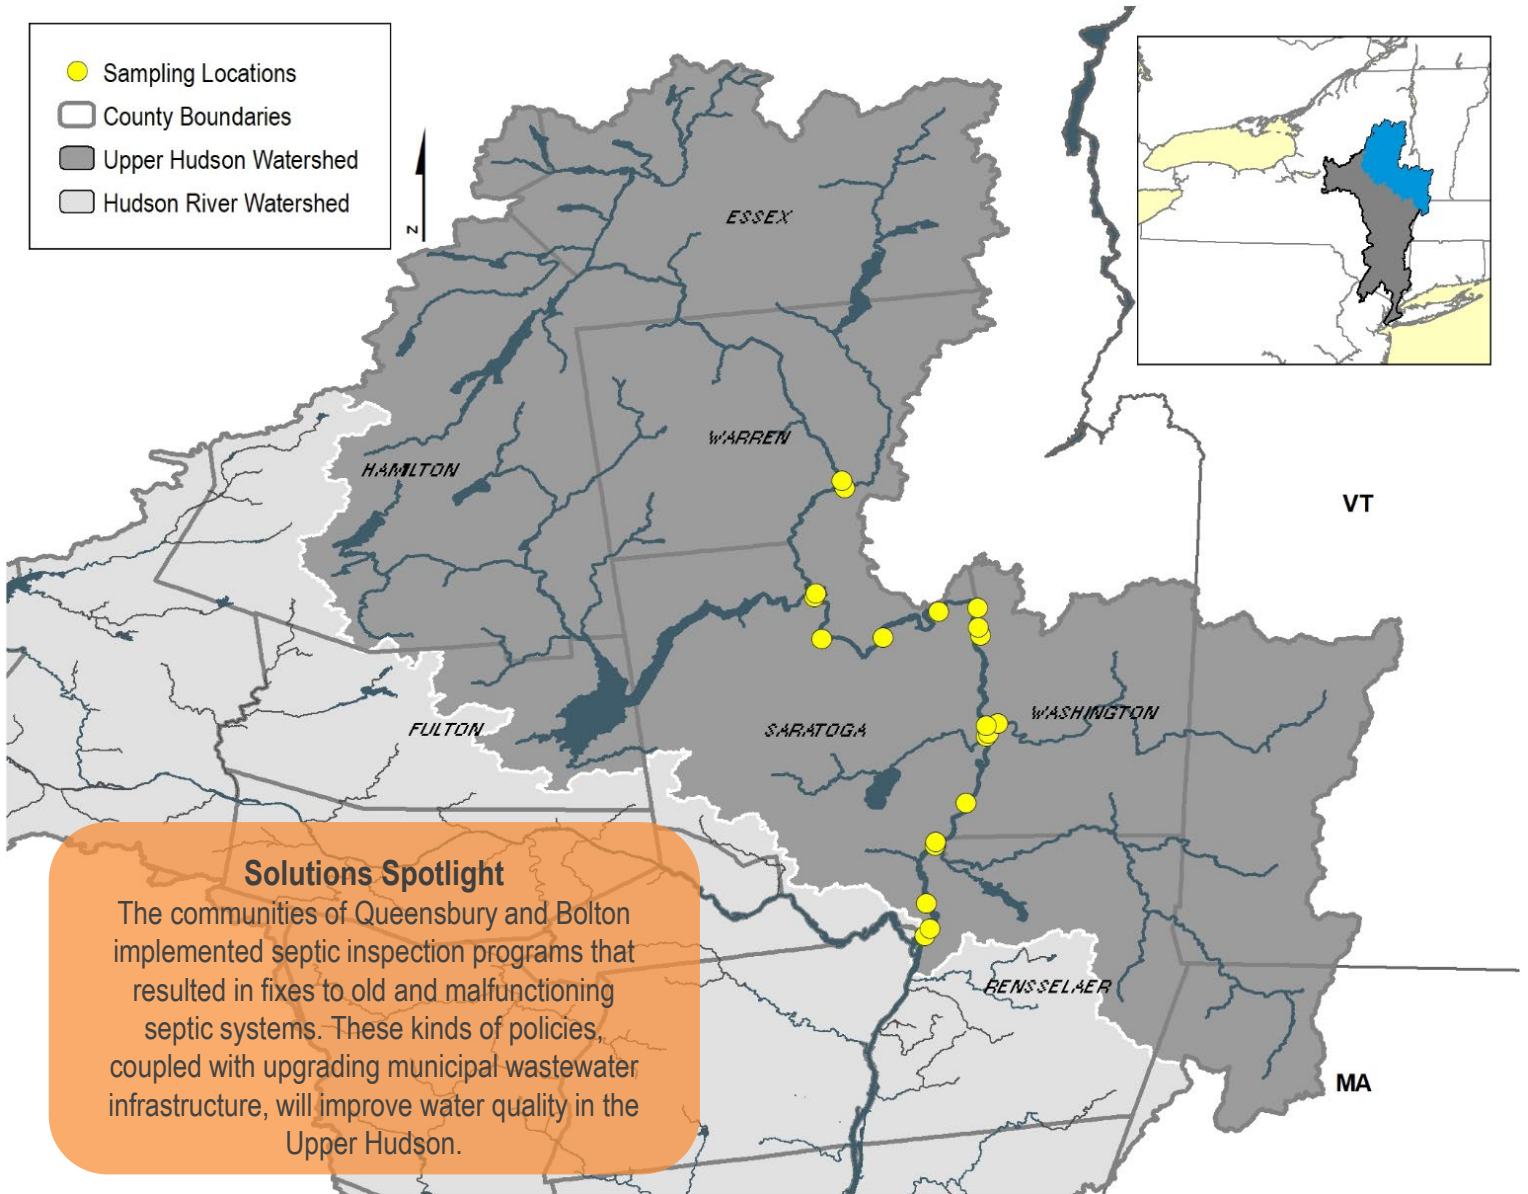 Sampling Locations
County Boundaries
Upper Hudson Watershed
Hudson River Watershed
N
ESSEX
WARREN
HAMILTON
VT
WASHINGTON
FULTON
SARATOGA
RENSSELAER
MA
Solutions Spotlight
The communities of Queensbury and Bolton
implemented septic inspection programs that
resulted in fixes to old and malfunctioning
septic systems. These kinds of policies,
coupled with upgrading municipal wastewater
infrastructure, will improve water quality in the
Upper Hudson.